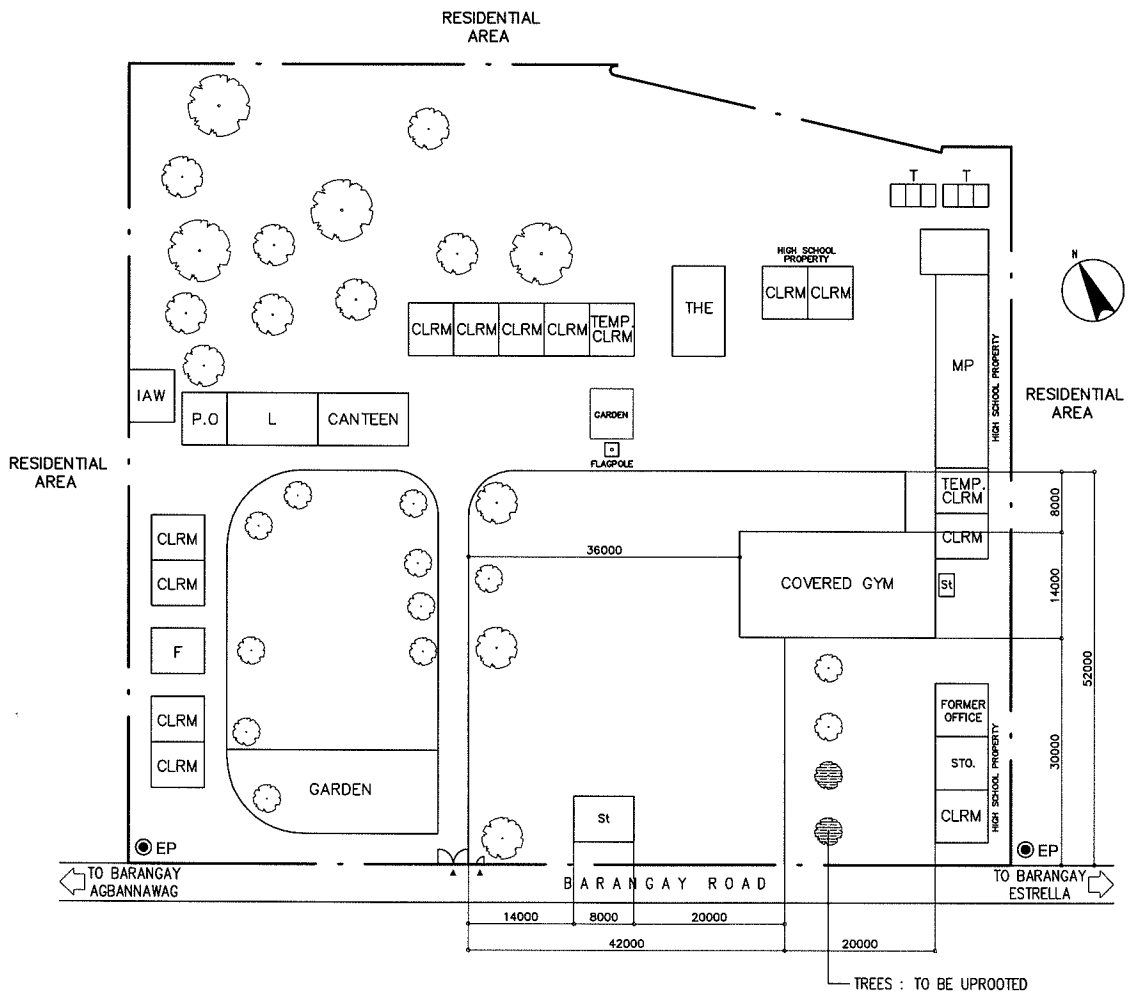 RESIDENTIAL
AREA
T T
N
HIGH SCHOOL
PROPERTY
CLRM CLRM
THE
CLRM CLRM CLRM CLRM TEMP.
CLRM
MP
HIGH SCHOOL PROPERTY
RESIDENTIAL
AREA
IAW
P.O L CANTEEN
GARDEN
FLAGPOLE
RESIDENTIAL
AREA
TEMP.
CLRM
8000
CLRM
CLRM
36000
COVERED GYM
St
14000
CLRM
F
52000
CLRM
CLRM
FORMER
OFFICE
STO.
CLRM
HIGH SCHOOL PROPERTY
30000
GARDEN
St
EP
EP
TO BARANGAY
AGBANNAWAG
BARANGAY ROAD
TO BARANGAY
ESTRELLA
14000 8000 20000
42000 20000
TREES : TO BE UPROOTED